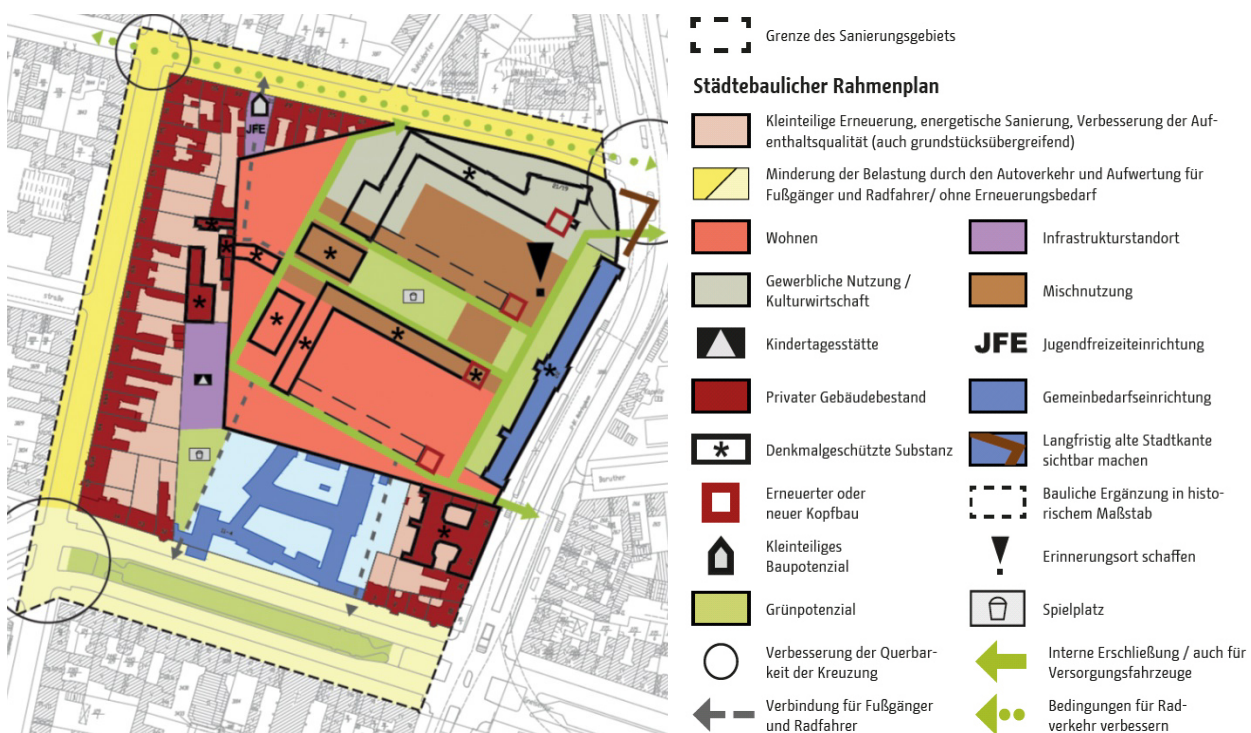 Grenze des Sanierungsgebiets
Städtebaulicher Rahmenplan
Kleinteilige Erneuerung, energetische Sanierung, Verbesserung der Auf-
enthaltsqualität (auch grundstücksübergreifend)
Minderung der Belastung durch den Autoverkehr und Aufwertung für
Fußgänger und Radfahrer/ ohne Erneuerungsbedarf
Wohnen
Infrastrukturstandort
Gewerbliche Nutzung /
Kulturwirtschaft
Mischnutzung
Kindertagesstätte
JFE
Jugendfreizeiteinrichtung
Privater Gebäudebestand
Gemeinbedarfseinrichtung
Denkmalgeschützte Substanz
Langfristig alte Stadtkante
sichtbar machen
Erneuerter oder
neuer Kopfbau
Bauliche Ergänzung in histo-
rischem Maßstab
Kleinteiliges
Baupotenzial
Erinnerungsort schaffen
Grünpotenzial
Spielplatz
Verbesserung der Querbar-
keit der Kreuzung
Interne Erschließung / auch für
Versorgungsfahrzeuge
Verbindung für Fußgänger
und Radfahrer
Bedingungen für Rad-
verkehr verbessern
JFE
straße
Baruther